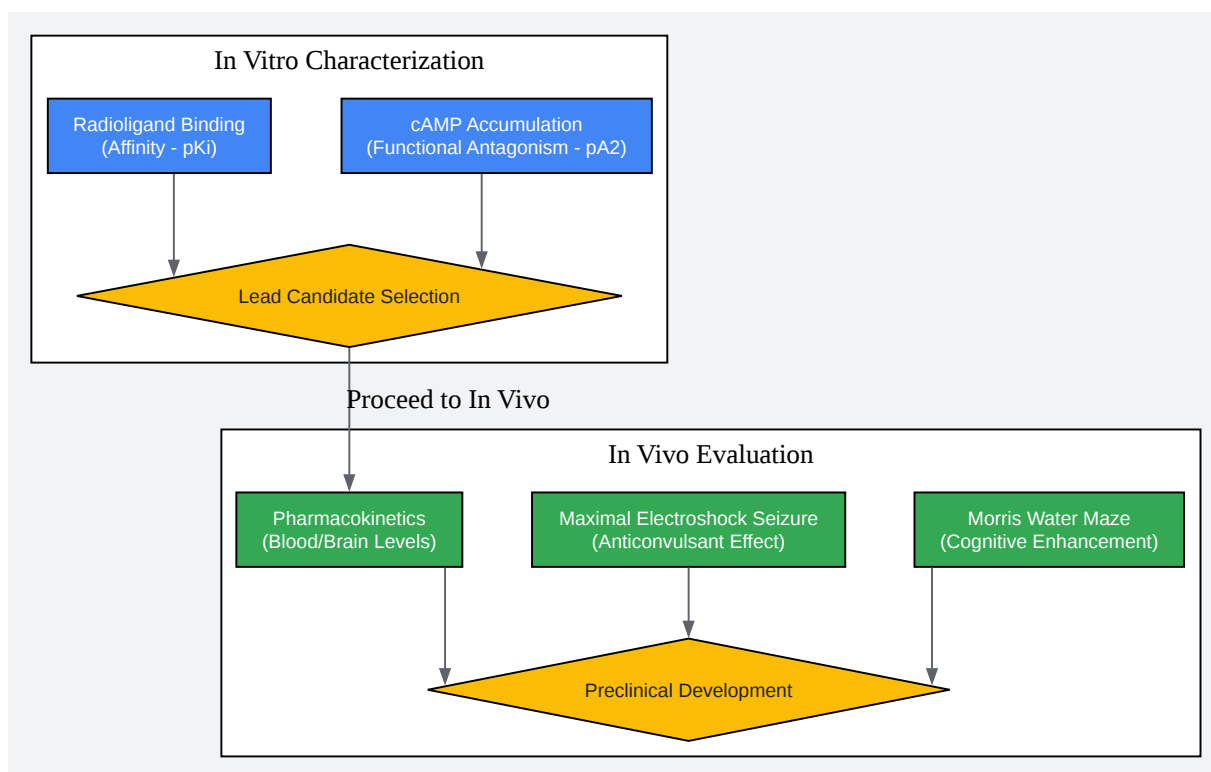 In Vitro Characterization
Radioligand Binding
(Affinity - pKi)
cAMP Accumulation
(Functional Antagonism - pA2)
Lead Candidate Selection
Proceed to In Vivo
In Vivo Evaluation
Pharmacokinetics
(Blood/Brain Levels)
Maximal Electroshock Seizure
(Anticonvulsant Effect)
Morris Water Maze
(Cognitive Enhancement)
Preclinical Development